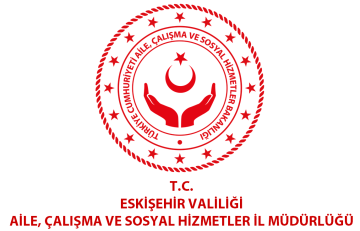 TÜRKİYE CUMHURİYETİ AİLE, ÇALIŞMA VE SOSYAL HİZMETLER BAKANLIĞI
T.C.
ESKİŞEHİR VALİLİĞİ
AİLE, ÇALIŞMA VE SOSYAL HİZMETLER İL MÜDÜRLÜĞÜ